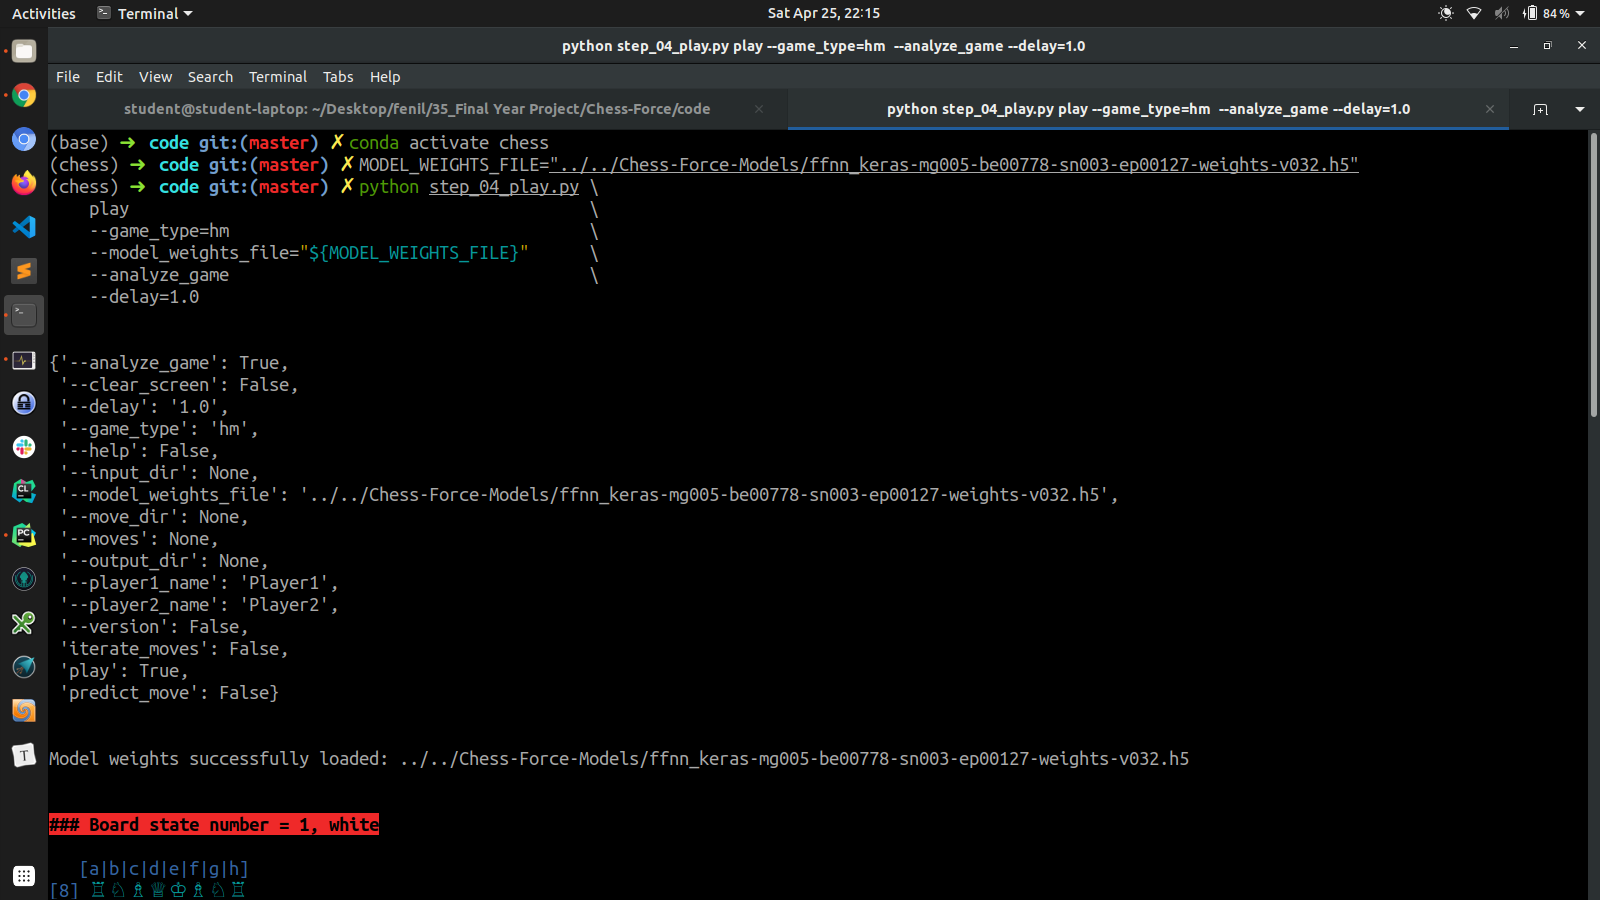 Activities Terminal Sat Apr 25, 22:15 84%
python step_04_play.py play --game_type=hm  --analyze_game --delay=1.0
File Edit View Search Terminal Tabs Help
student@student-laptop: ~/Desktop/fenil/35_Final Year Project/Chess-Force/code python step_04_play.py play --game_type=hm  --analyze_game --delay=1.0
(base) ➜  code git:(master) ✗ conda activate chess
(chess) ➜  code git:(master) ✗ MODEL_WEIGHTS_FILE="../../Chess-Force-Models/ffnn_keras-mg005-be00778-sn003-ep00127-weights-v032.h5"
(chess) ➜  code git:(master) ✗ python step_04_play.py \
    play                                              \
    --game_type=hm                                    \
    --model_weights_file="${MODEL_WEIGHTS_FILE}"      \
    --analyze_game                                    \
    --delay=1.0
{'--analyze_game': True,
 '--clear_screen': False,
 '--delay': '1.0',
 '--game_type': 'hm',
 '--help': False,
 '--input_dir': None,
 '--model_weights_file': '../../Chess-Force-Models/ffnn_keras-mg005-be00778-sn003-ep00127-weights-v032.h5',
 '--move_dir': None,
 '--moves': None,
 '--output_dir': None,
 '--player1_name': 'Player1',
 '--player2_name': 'Player2',
 '--version': False,
 'iterate_moves': False,
 'play': True,
 'predict_move': False}
Model weights successfully loaded: ../../Chess-Force-Models/ffnn_keras-mg005-be00778-sn003-ep00127-weights-v032.h5
### Board state number = 1, white
   [a|b|c|d|e|f|g|h]
[8] ♖♘♗♕♔♗♘♖